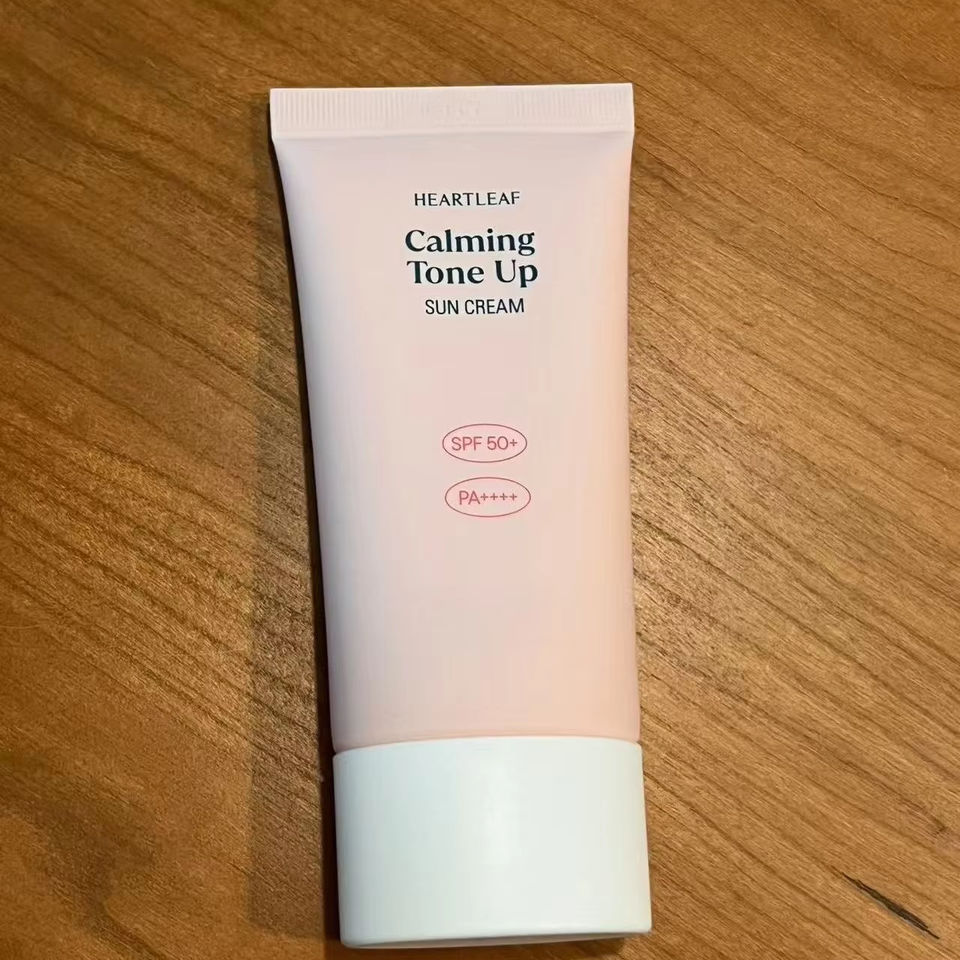 HEARTLEAF
Calming
Tone Up
SUN CREAM
SPF 50+
PA++++